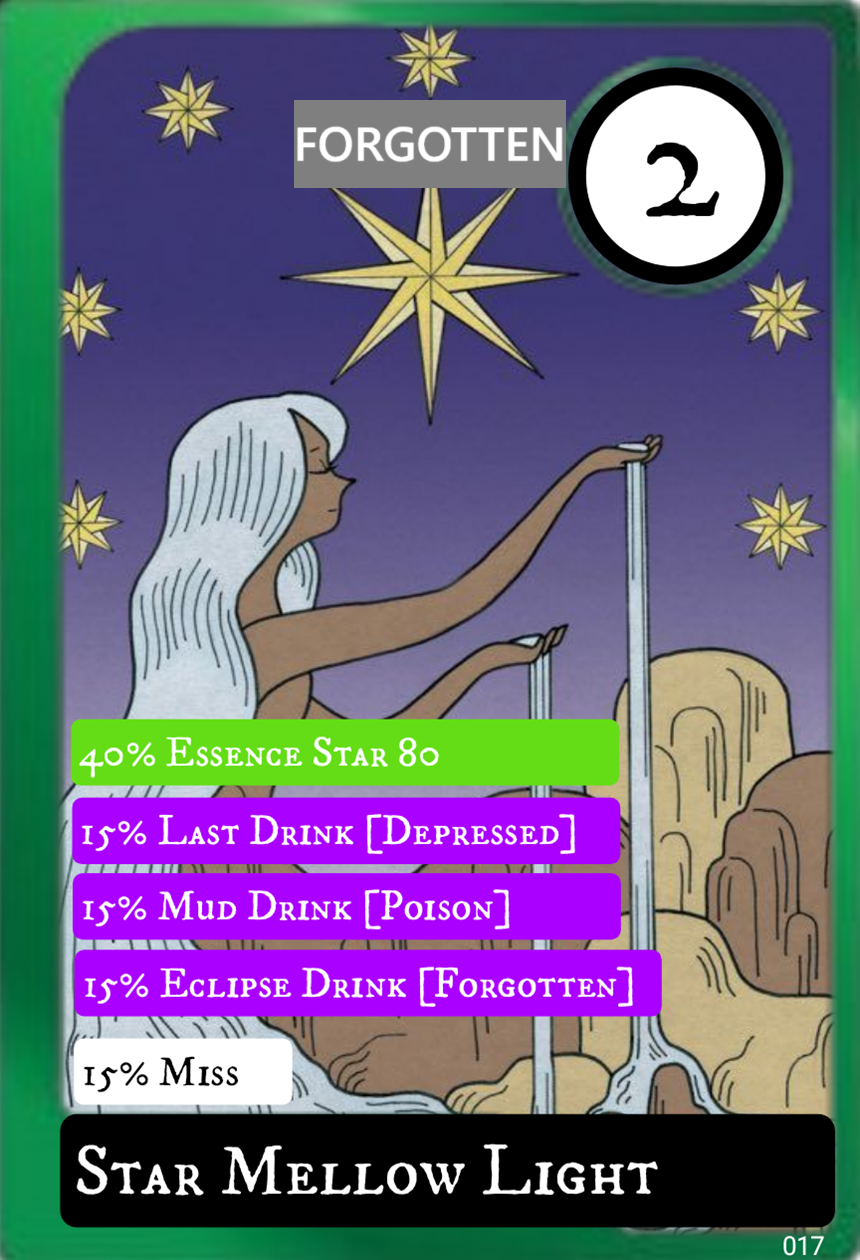 FORGOTTEN
2
40% Essence Star 80
15% Last Drink [Depressed]
15% Mud Drink [Poison]
15% Eclipse Drink [Forgotten]
15% Miss
Star Mellow Light
017